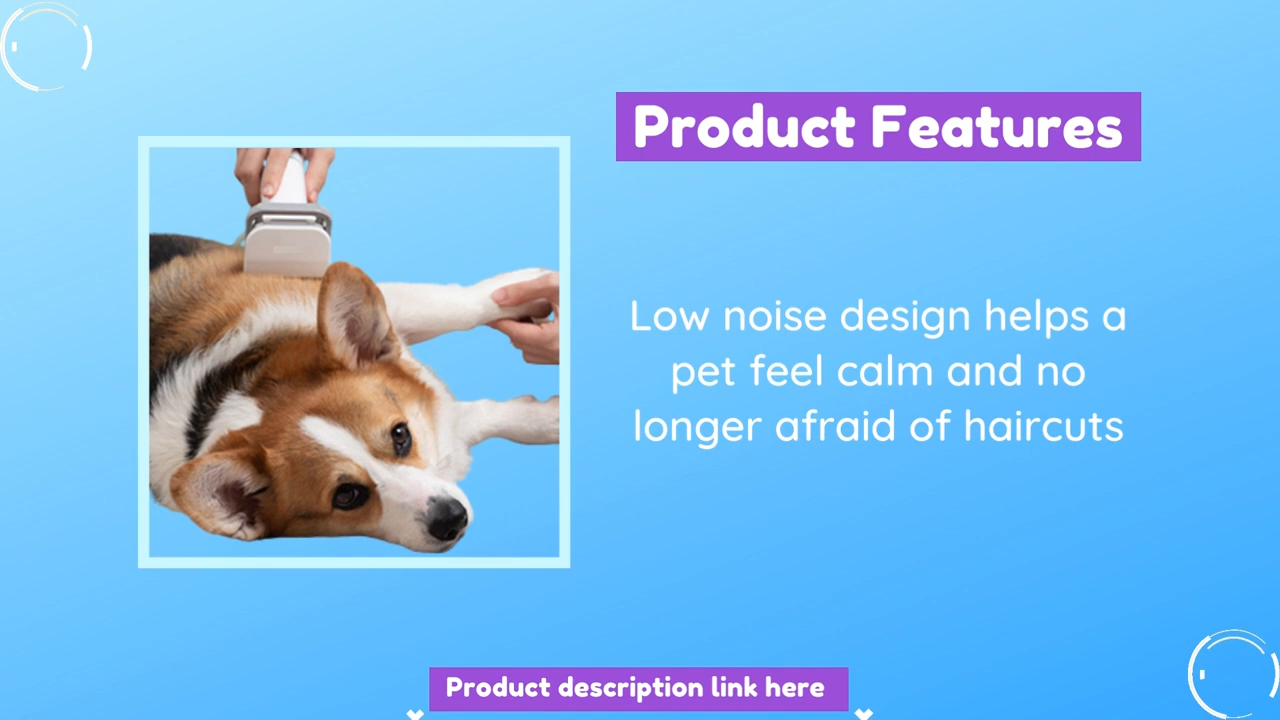 Product Features
Low noise design helps a
pet feel calm and no
longer afraid of haircuts
Product description link here